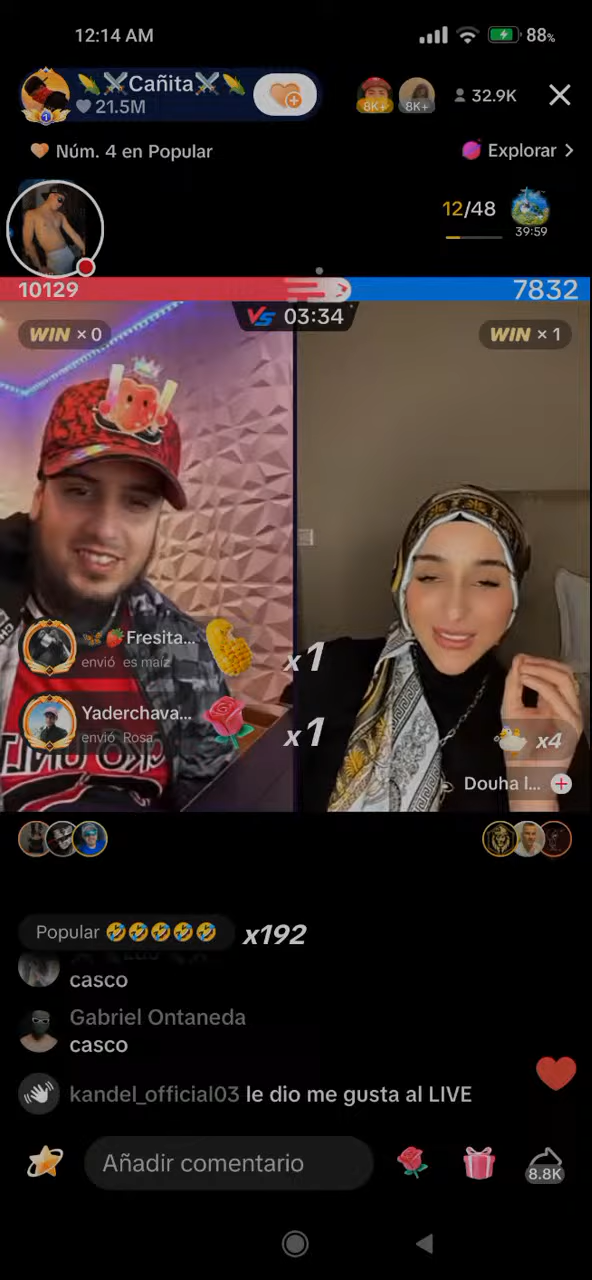 12:14 AM
88%
🌽⚔️Cañita⚔️🌽
21.5M
8K+
8K+
32.9K
Núm. 4 en Popular
Explorar
12/48
39:59
10129
7832
VS 03:34
WIN × 0
WIN × 1
Fresita...
envió es maíz
x1
Yaderchava...
envió Rosa
x1
x4
Douha l...
Popular 🤣🤣🤣🤣🤣 x192
casco
Gabriel Ontaneda
casco
kandel_official03 le dio me gusta al LIVE
Añadir comentario
8.8K